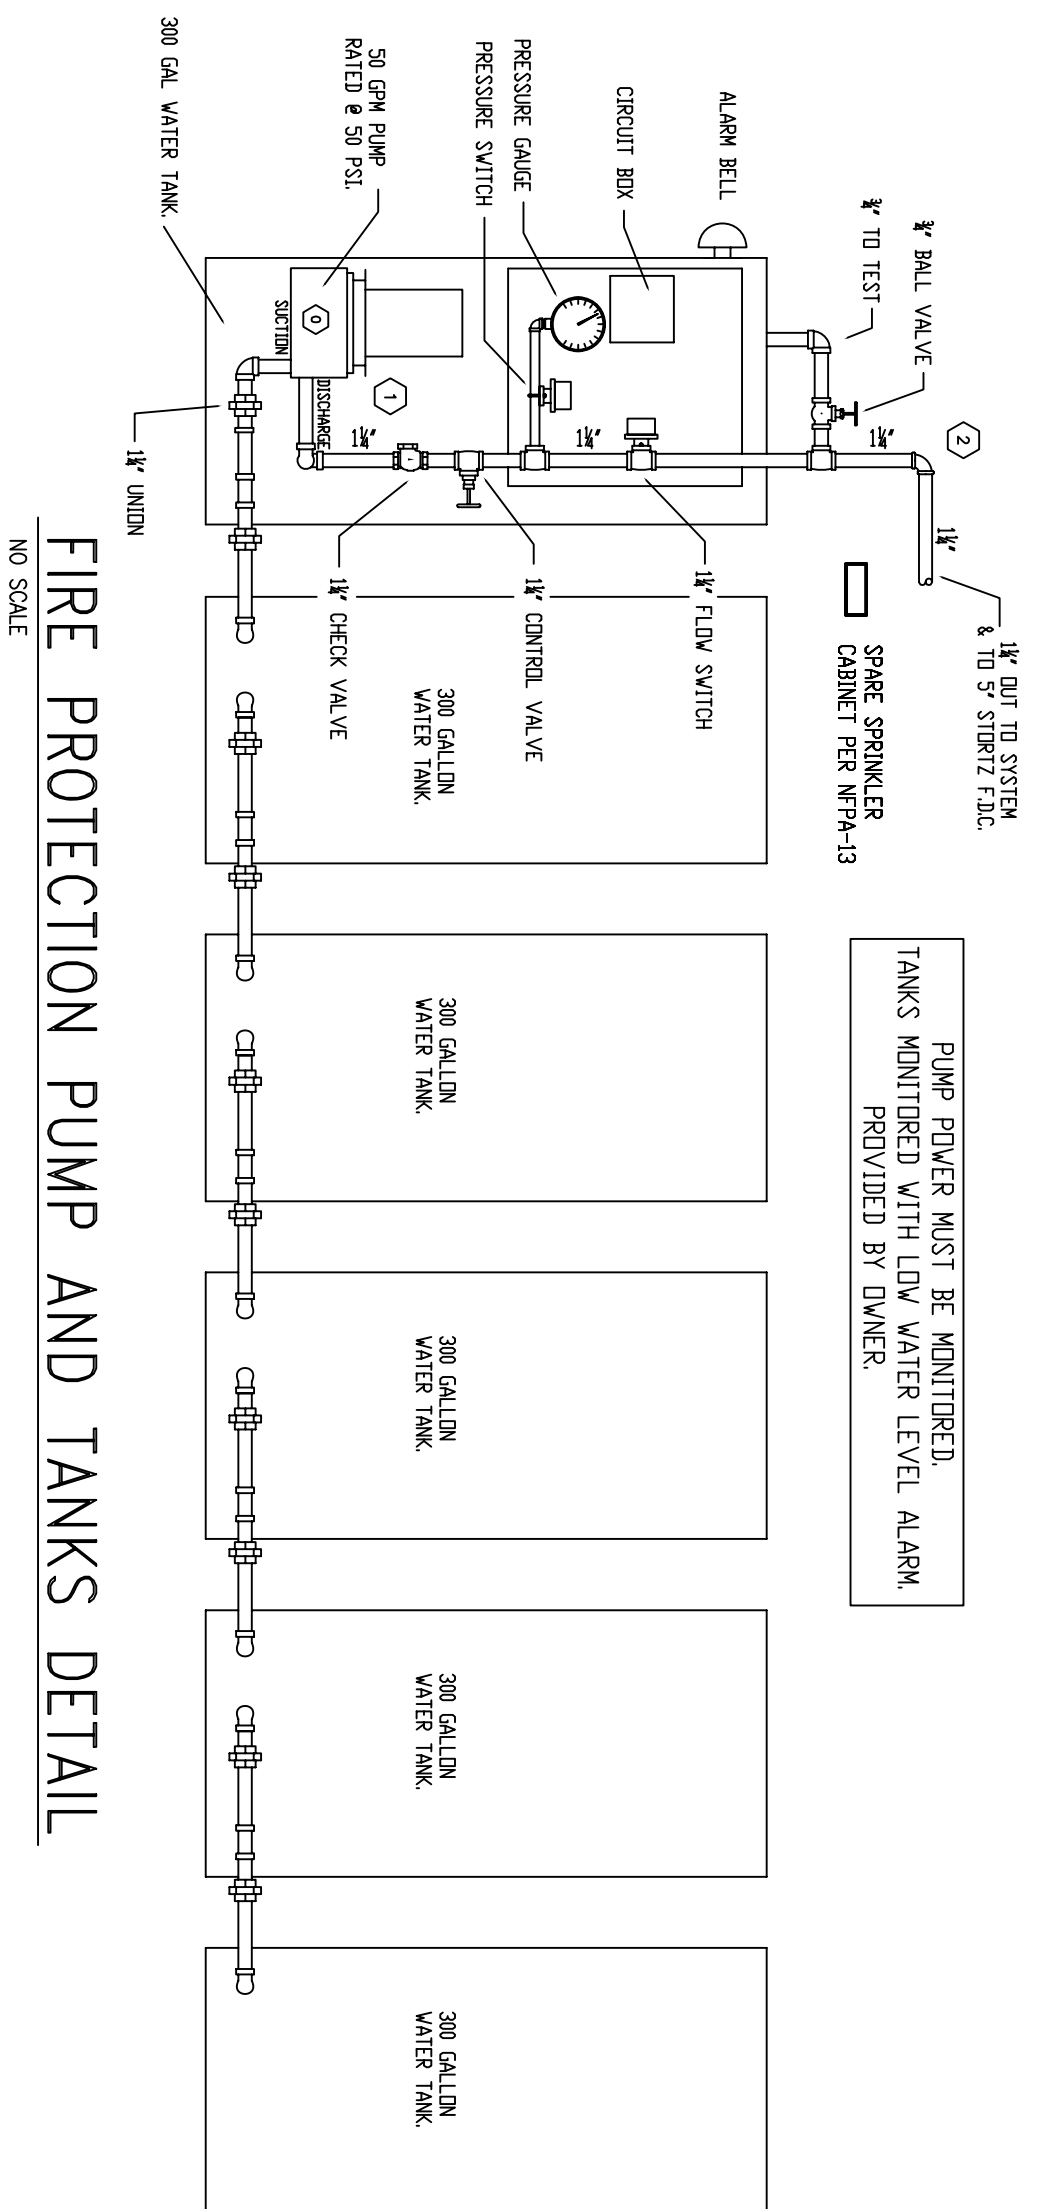 1¼" OUT TO SYSTEM
& TO 5" STORTZ F.D.C.
1¼"
2
¾" BALL VALVE
1¼"
¾" TO TEST
SPARE SPRINKLER
CABINET PER NFPA-13
PUMP POWER MUST BE MONITORED.
TANKS MONITORED WITH LOW WATER LEVEL ALARM.
PROVIDED BY OWNER.
ALARM BELL
1¼" FLOW SWITCH
CIRCUIT BOX
1¼"
PRESSURE GAUGE
PRESSURE SWITCH
1¼" CONTROL VALVE
1
1¼"
50 GPM PUMP
RATED @ 50 PSI.
0
DISCHARGE
SUCTION
1¼" CHECK VALVE
300 GALLON
WATER TANK.
300 GALLON
WATER TANK.
300 GALLON
WATER TANK.
300 GALLON
WATER TANK.
300 GALLON
WATER TANK.
300 GAL WATER TANK.
1¼" UNION
FIRE PROTECTION PUMP AND TANKS DETAIL
NO SCALE